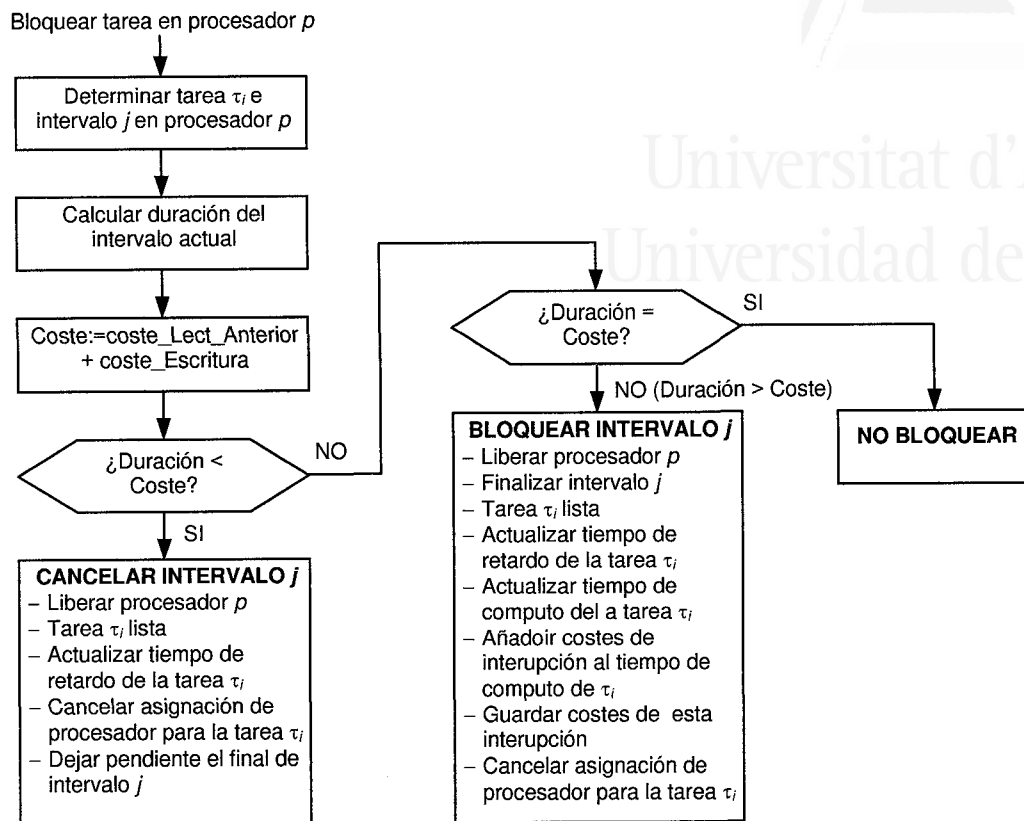 Bloquear tarea en procesador p
Determinar tarea τi e
intervalo j en procesador p
Calcular duración del
intervalo actual
Coste:=coste_Lect_Anterior
+ coste_Escritura
¿Duración <
Coste?
NO
SI
CANCELAR INTERVALO j
– Liberar procesador p
– Tarea τi lista
– Actualizar tiempo de
retardo de la tarea τi
– Cancelar asignación de
procesador para la tarea τi
– Dejar pendiente el final de
intervalo j
¿Duración =
Coste?
SI
NO (Duración > Coste)
BLOQUEAR INTERVALO j
– Liberar procesador p
– Finalizar intervalo j
– Tarea τi lista
– Actualizar tiempo de
retardo de la tarea τi
– Actualizar tiempo de
computo del a tarea τi
– Añadoir costes de
interupción al tiempo de
computo de τi
– Guardar costes de esta
interupción
– Cancelar asignación de
procesador para la tarea τi
NO BLOQUEAR
Universitat d'
Universidad de